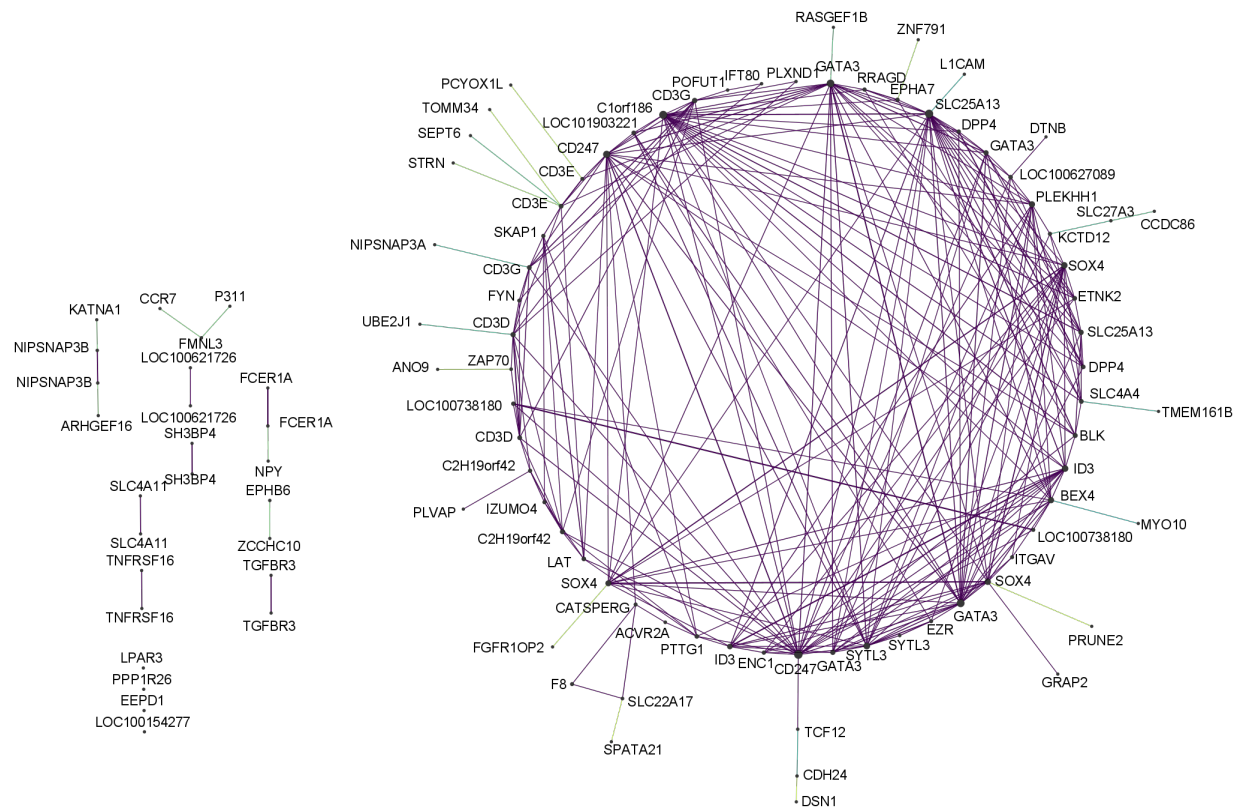 RASGEF1B
ZNF791
L1CAM
PCYOX1L
POFUT1
IFT80
PLXND1
GATA3
RRAGD
EPHA7
SLC25A13
CD3G
C1orf186
TOMM34
LOC101903221
DPP4
DTNB
SEPT6
CD247
GATA3
STRN
CD3E
LOC100627089
CD3E
PLEKHH1
SLC27A3
CCDC86
SKAP1
KCTD12
NIPSNAP3A
CD3G
SOX4
FYN
ETNK2
UBE2J1
CD3D
SLC25A13
ANO9
ZAP70
DPP4
LOC100738180
SLC4A4
TMEM161B
CD3D
BLK
C2H19orf42
ID3
PLVAP
IZUMO4
BEX4
MYO10
C2H19orf42
LOC100738180
LAT
ITGAV
SOX4
SOX4
CATSPERG
GATA3
FGFR1OP2
ACVR2A
EZR
PRUNE2
PTTG1
SYTL3
SYTL3
ID3
ENC1
CD247
GATA3
GRAP2
F8
SLC22A17
SPATA21
TCF12
CDH24
DSN1
KATNA1
CCR7
P311
NIPSNAP3B
FMNL3
LOC100621726
NIPSNAP3B
FCER1A
ARHGEF16
LOC100621726
FCER1A
SH3BP4
NPY
SH3BP4
SLC4A11
EPHB6
SLC4A11
ZCCHC10
TNFRSF16
TGFBR3
TNFRSF16
TGFBR3
LPAR3
PPP1R26
EEPD1
LOC100154277